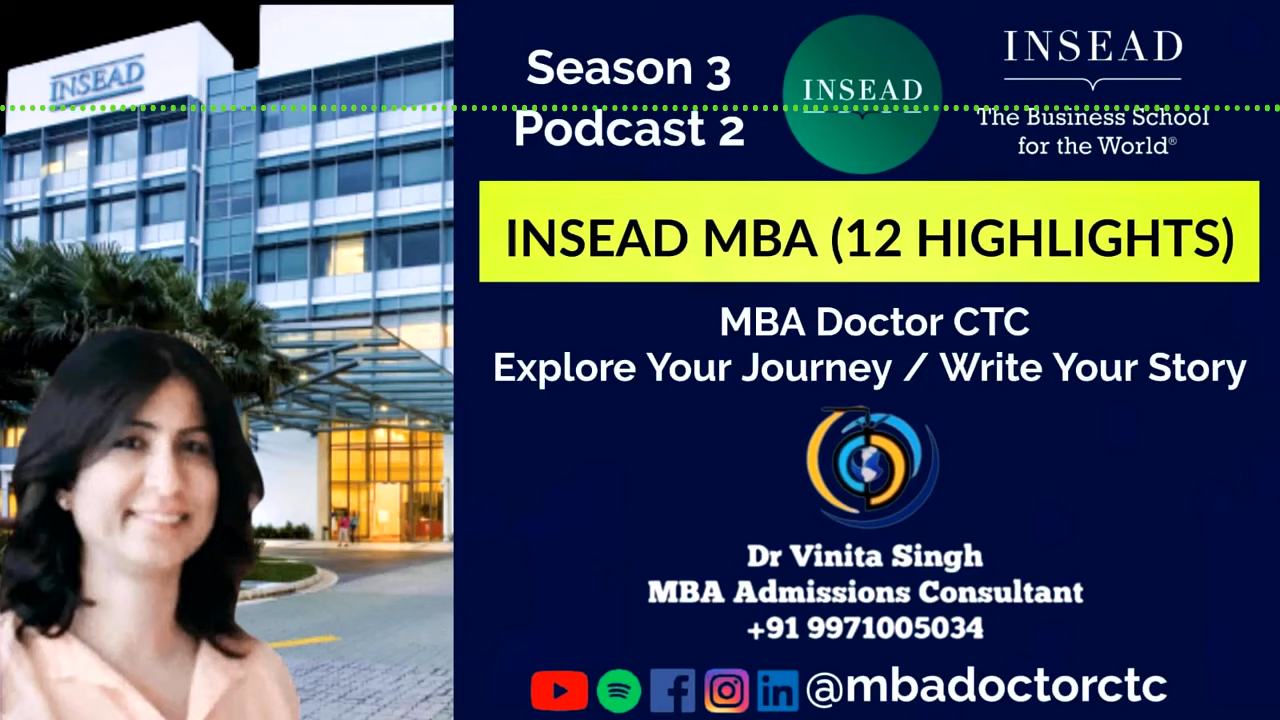 INSEAD
Season 3
Podcast 2
INSEAD
INSEAD
The Business School
for the World®
INSEAD MBA (12 HIGHLIGHTS)
MBA Doctor CTC
Explore Your Journey / Write Your Story
Dr Vinita Singh
MBA Admissions Consultant
+91 9971005034
@mbadoctorctc